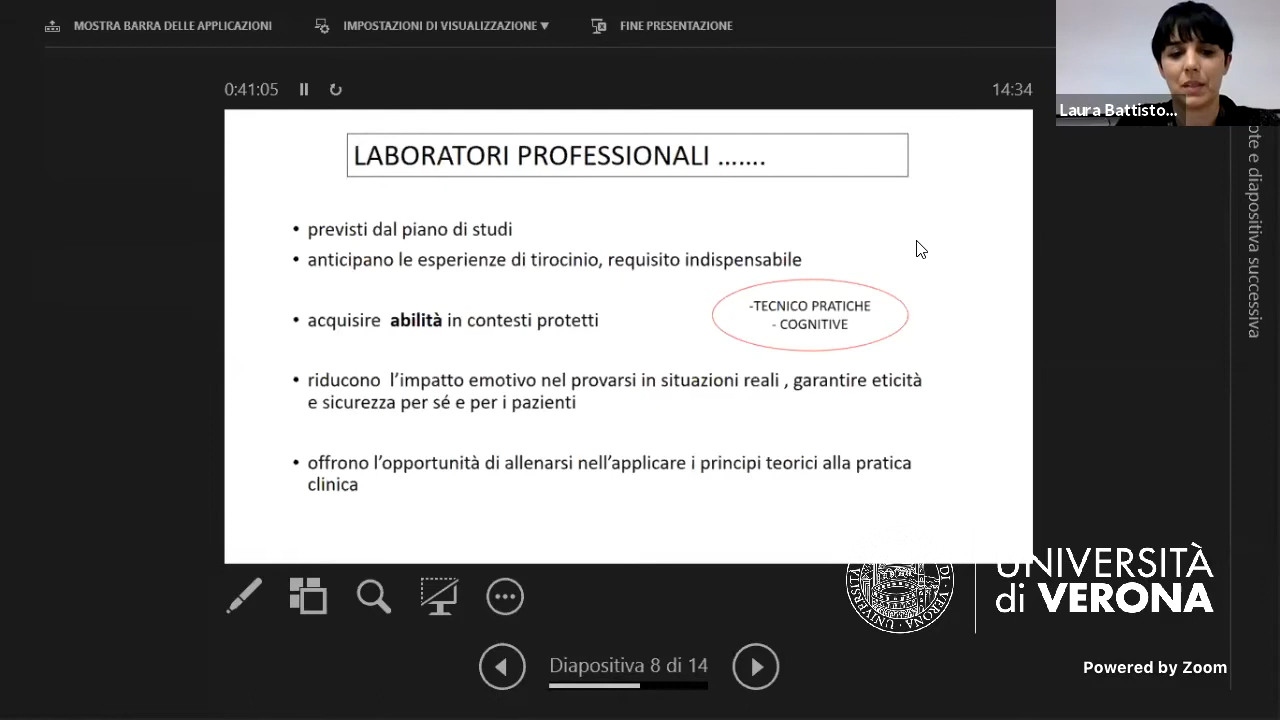 MOSTRA BARRA DELLE APPLICAZIONI
IMPOSTAZIONI DI VISUALIZZAZIONE ▼
FINE PRESENTAZIONE
Laura Battisto...
0:41:05
14:34
LABORATORI PROFESSIONALI …….
• previsti dal piano di studi
• anticipano le esperienze di tirocinio, requisito indispensabile
• acquisire abilità in contesti protetti
-TECNICO PRATICHE
- COGNITIVE
• riducono l’impatto emotivo nel provarsi in situazioni reali , garantire eticità
e sicurezza per sé e per i pazienti
• offrono l’opportunità di allenarsi nell’applicare i principi teorici alla pratica
clinica
e diapositiva successiva
UNIVERSITÀ
di VERONA
Diapositiva 8 di 14
Powered by Zoom